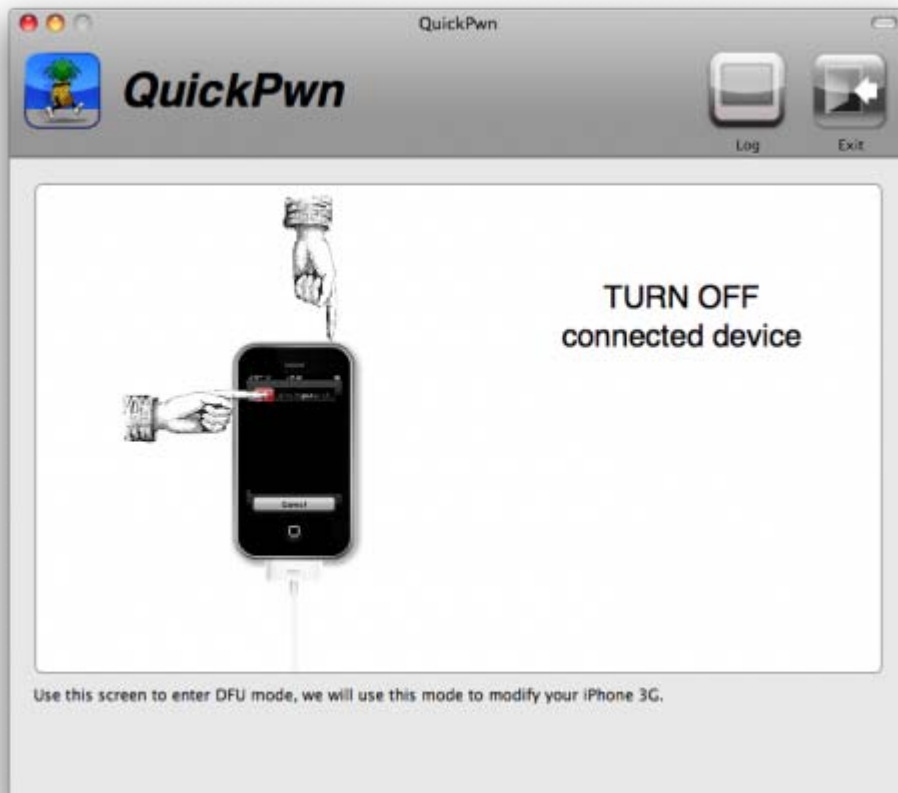 QuickPwn
QuickPwn
Log
Exit
TURN OFF
connected device
Cancel
Use this screen to enter DFU mode, we will use this mode to modify your iPhone 3G.